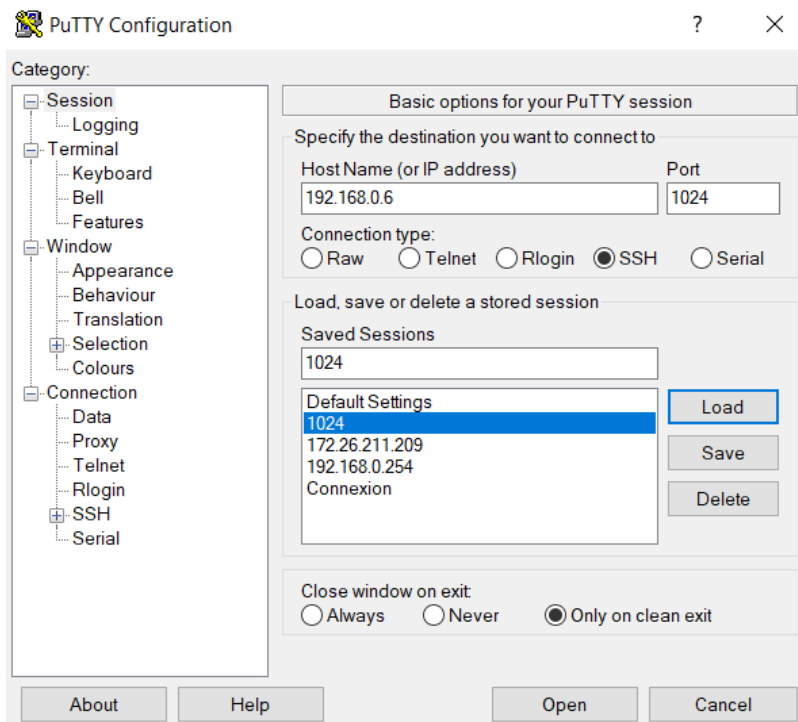 PuTTY Configuration
?
Category:
Session
Logging
Terminal
Keyboard
Bell
Features
Window
Appearance
Behaviour
Translation
Selection
Colours
Connection
Data
Proxy
Telnet
Rlogin
SSH
Serial
Basic options for your PuTTY session
Specify the destination you want to connect to
Host Name (or IP address) Port
192.168.0.6 1024
Connection type:
Raw Telnet Rlogin SSH Serial
Load, save or delete a stored session
Saved Sessions
1024
Default Settings
1024
172.26.211.209
192.168.0.254
Connexion
Load
Save
Delete
Close window on exit:
Always Never Only on clean exit
About Help Open Cancel